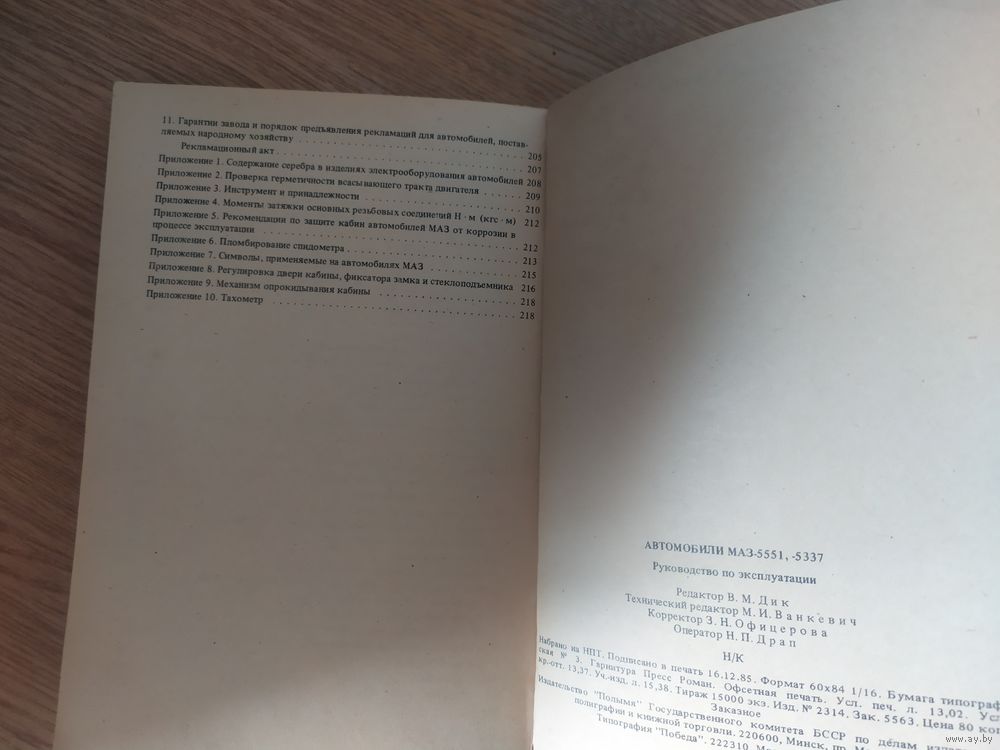 11. Гарантии завода и порядок предъявления рекламаций для автомобилей, постав-
ляемых народному хозяйству . . . . . . . . . . . . . . . . . . . . . . . . . . 205
Рекламационный акт . . . . . . . . . . . . . . . . . . . . . . . . . . . . 207
Приложение 1. Содержание серебра в изделиях электрооборудования автомобилей 208
Приложение 2. Проверка герметичности всасывающего тракта двигателя . . . . . . 209
Приложение 3. Инструмент и принадлежности . . . . . . . . . . . . . . . . . . 210
Приложение 4. Моменты затяжки основных резьбовых соединений Н · м (кгс · м) 212
Приложение 5. Рекомендации по защите кабин автомобилей МАЗ от коррозии в
процессе эксплуатации . . . . . . . . . . . . . . . . . . . . . . . . . . . . 212
Приложение 6. Пломбирование спидометра . . . . . . . . . . . . . . . . . . . . 213
Приложение 7. Символы, применяемые на автомобилях МАЗ . . . . . . . . . . . . 215
Приложение 8. Регулировка двери кабины, фиксатора замка и стеклоподъемника 216
Приложение 9. Механизм опрокидывания кабины . . . . . . . . . . . . . . . . . 218
Приложение 10. Тахометр . . . . . . . . . . . . . . . . . . . . . . . . . . . 218
АВТОМОБИЛИ МАЗ-5551, -5337
Руководство по эксплуатации
Редактор В. М. Дик
Технический редактор М. И. Ванкевич
Корректор З. Н. Офицерова
Оператор Н. П. Драп
Н/К
Набрано на НПТ. Подписано в печать 16.12.85. Формат 60х84 1/16. Бумага типограф
ская № 3. Гарнитура Пресс Роман. Офсетная печать. Усл. печ. л. 13,02. Усл
кр.-отт. 13,37. Уч.-изд. л. 15,38. Тираж 15000 экз. Изд. № 2314. Зак. 5563. Цена 80 коп
Заказное
Издательство "Полымя" Государственного комитета БССР по делам
полиграфии и книжной торговли. 220600, Минск, пр.
Типография "Победа". 222310,
www.ay.by